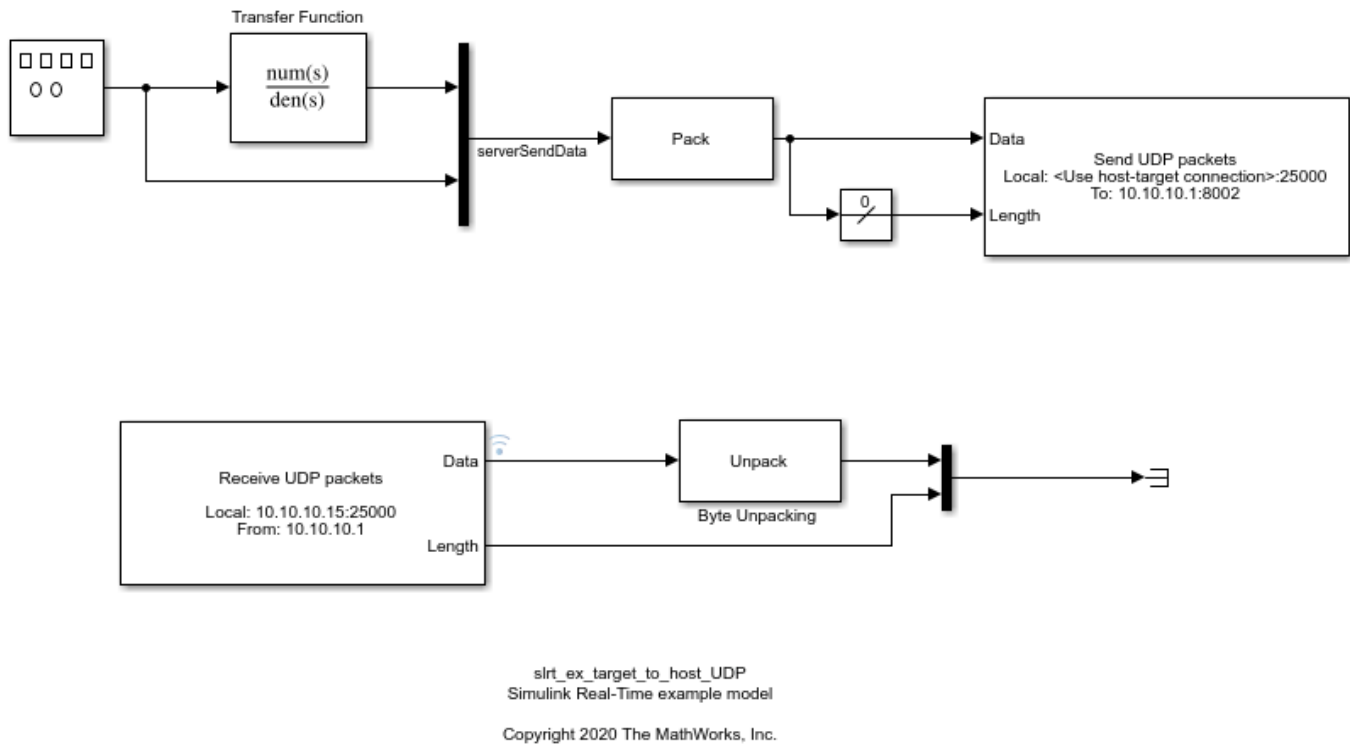 Transfer Function
num(s)
den(s)
serverSendData
Pack
Data
Send UDP packets
Local: <Use host-target connection>:25000
To: 10.10.10.1:8002
Length
0
Receive UDP packets
Local: 10.10.10.15:25000
From: 10.10.10.1
Data
Length
Unpack
Byte Unpacking
slrt_ex_target_to_host_UDP
Simulink Real-Time example model
Copyright 2020 The MathWorks, Inc.